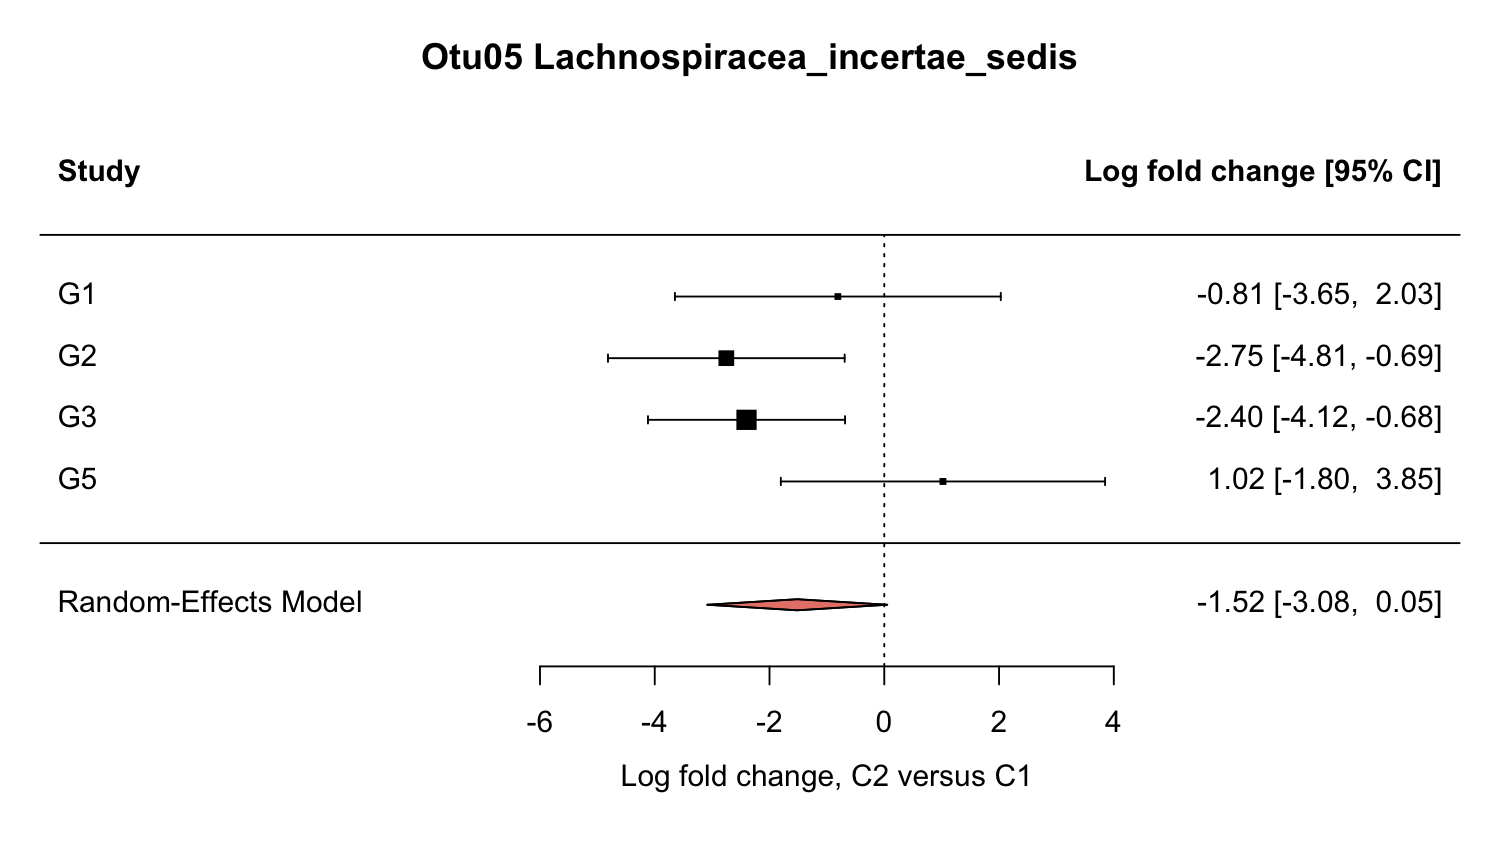 Otu05 Lachnospiracea_incertae_sedis
Study Log fold change [95% CI]
G1 -0.81 [-3.65, 2.03]
G2 -2.75 [-4.81, -0.69]
G3 -2.40 [-4.12, -0.68]
G5 1.02 [-1.80, 3.85]
Random-Effects Model -1.52 [-3.08, 0.05]
-6 -4 -2 0 2 4
Log fold change, C2 versus C1